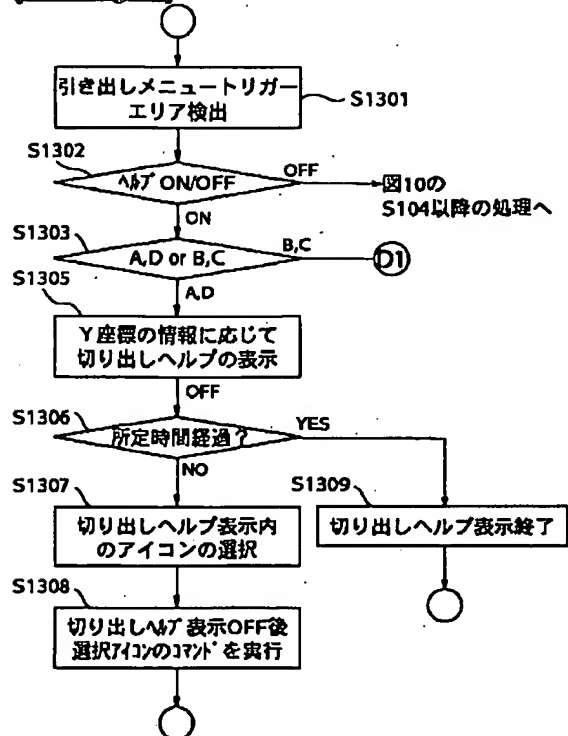 引き出しメニュートリガー
エリア検出
S1301
S1302
ヘルプ ON/OFF
OFF
図10の
S104以降の処理へ
ON
S1303
A,D or B,C
B,C
D1
A,D
S1305
Y座標の情報に応じて
切り出しヘルプの表示
OFF
S1306
所定時間経過?
YES
NO
S1307
切り出しヘルプ表示内
のアイコンの選択
S1309
切り出しヘルプ表示終了
S1308
切り出しヘルプ表示OFF後
選択アイコンのコマンドを実行